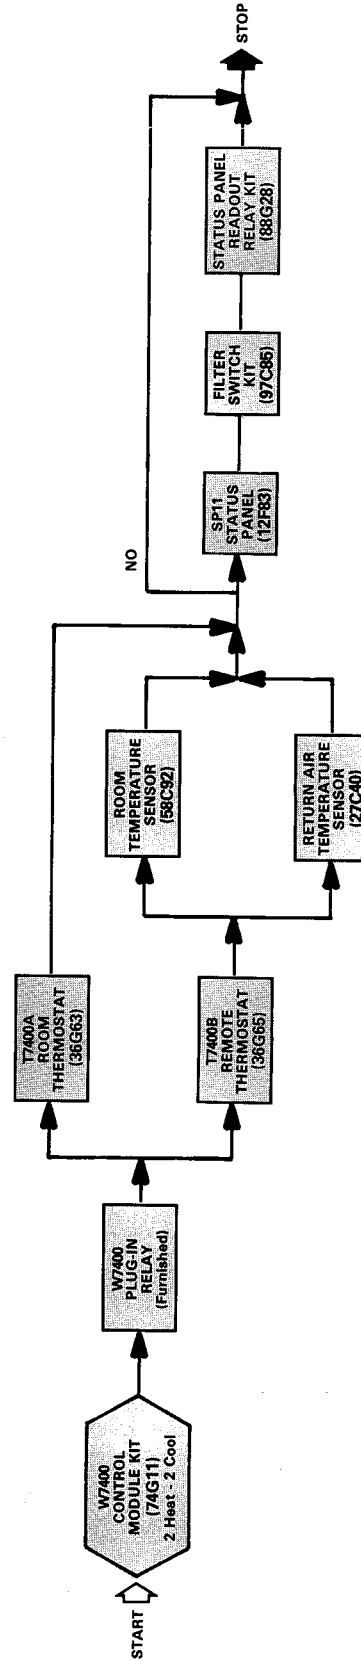 START
W7400
CONTROL
MODULE KIT
(74G11)
2 Heat - 2 Cool
W7400
PLUG-IN
RELAY
(Furnished)
T7400A
ROOM
THERMOSTAT
(36G63)
T7400B
REMOTE
THERMOSTAT
(36G65)
ROOM
TEMPERATURE
SENSOR
(58C92)
RETURN AIR
TEMPERATURE
SENSOR
(27C40)
NO
SP11
STATUS
PANEL
(12F83)
FILTER
SWITCH
KIT
(97C85)
STATUS PANEL
READOUT
RELAY KIT
(88G28)
STOP